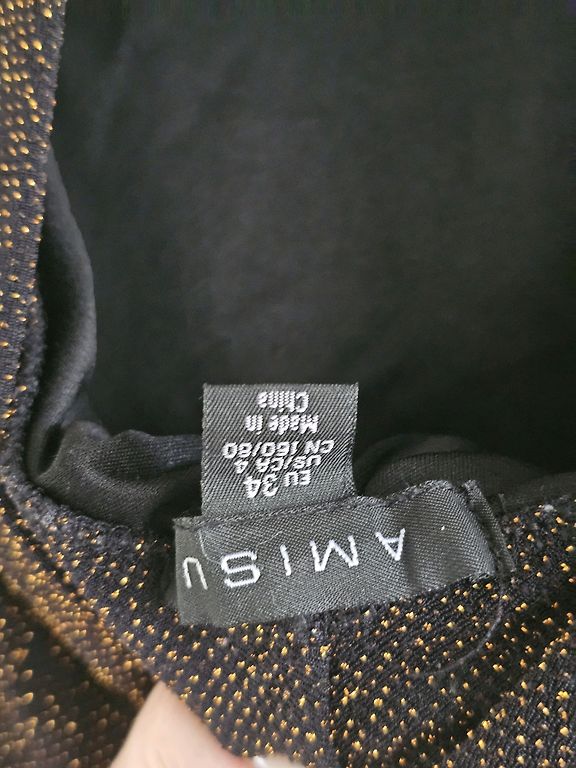 AMISU
EU 34
US/CA 4
CN 160/80
Made in
China